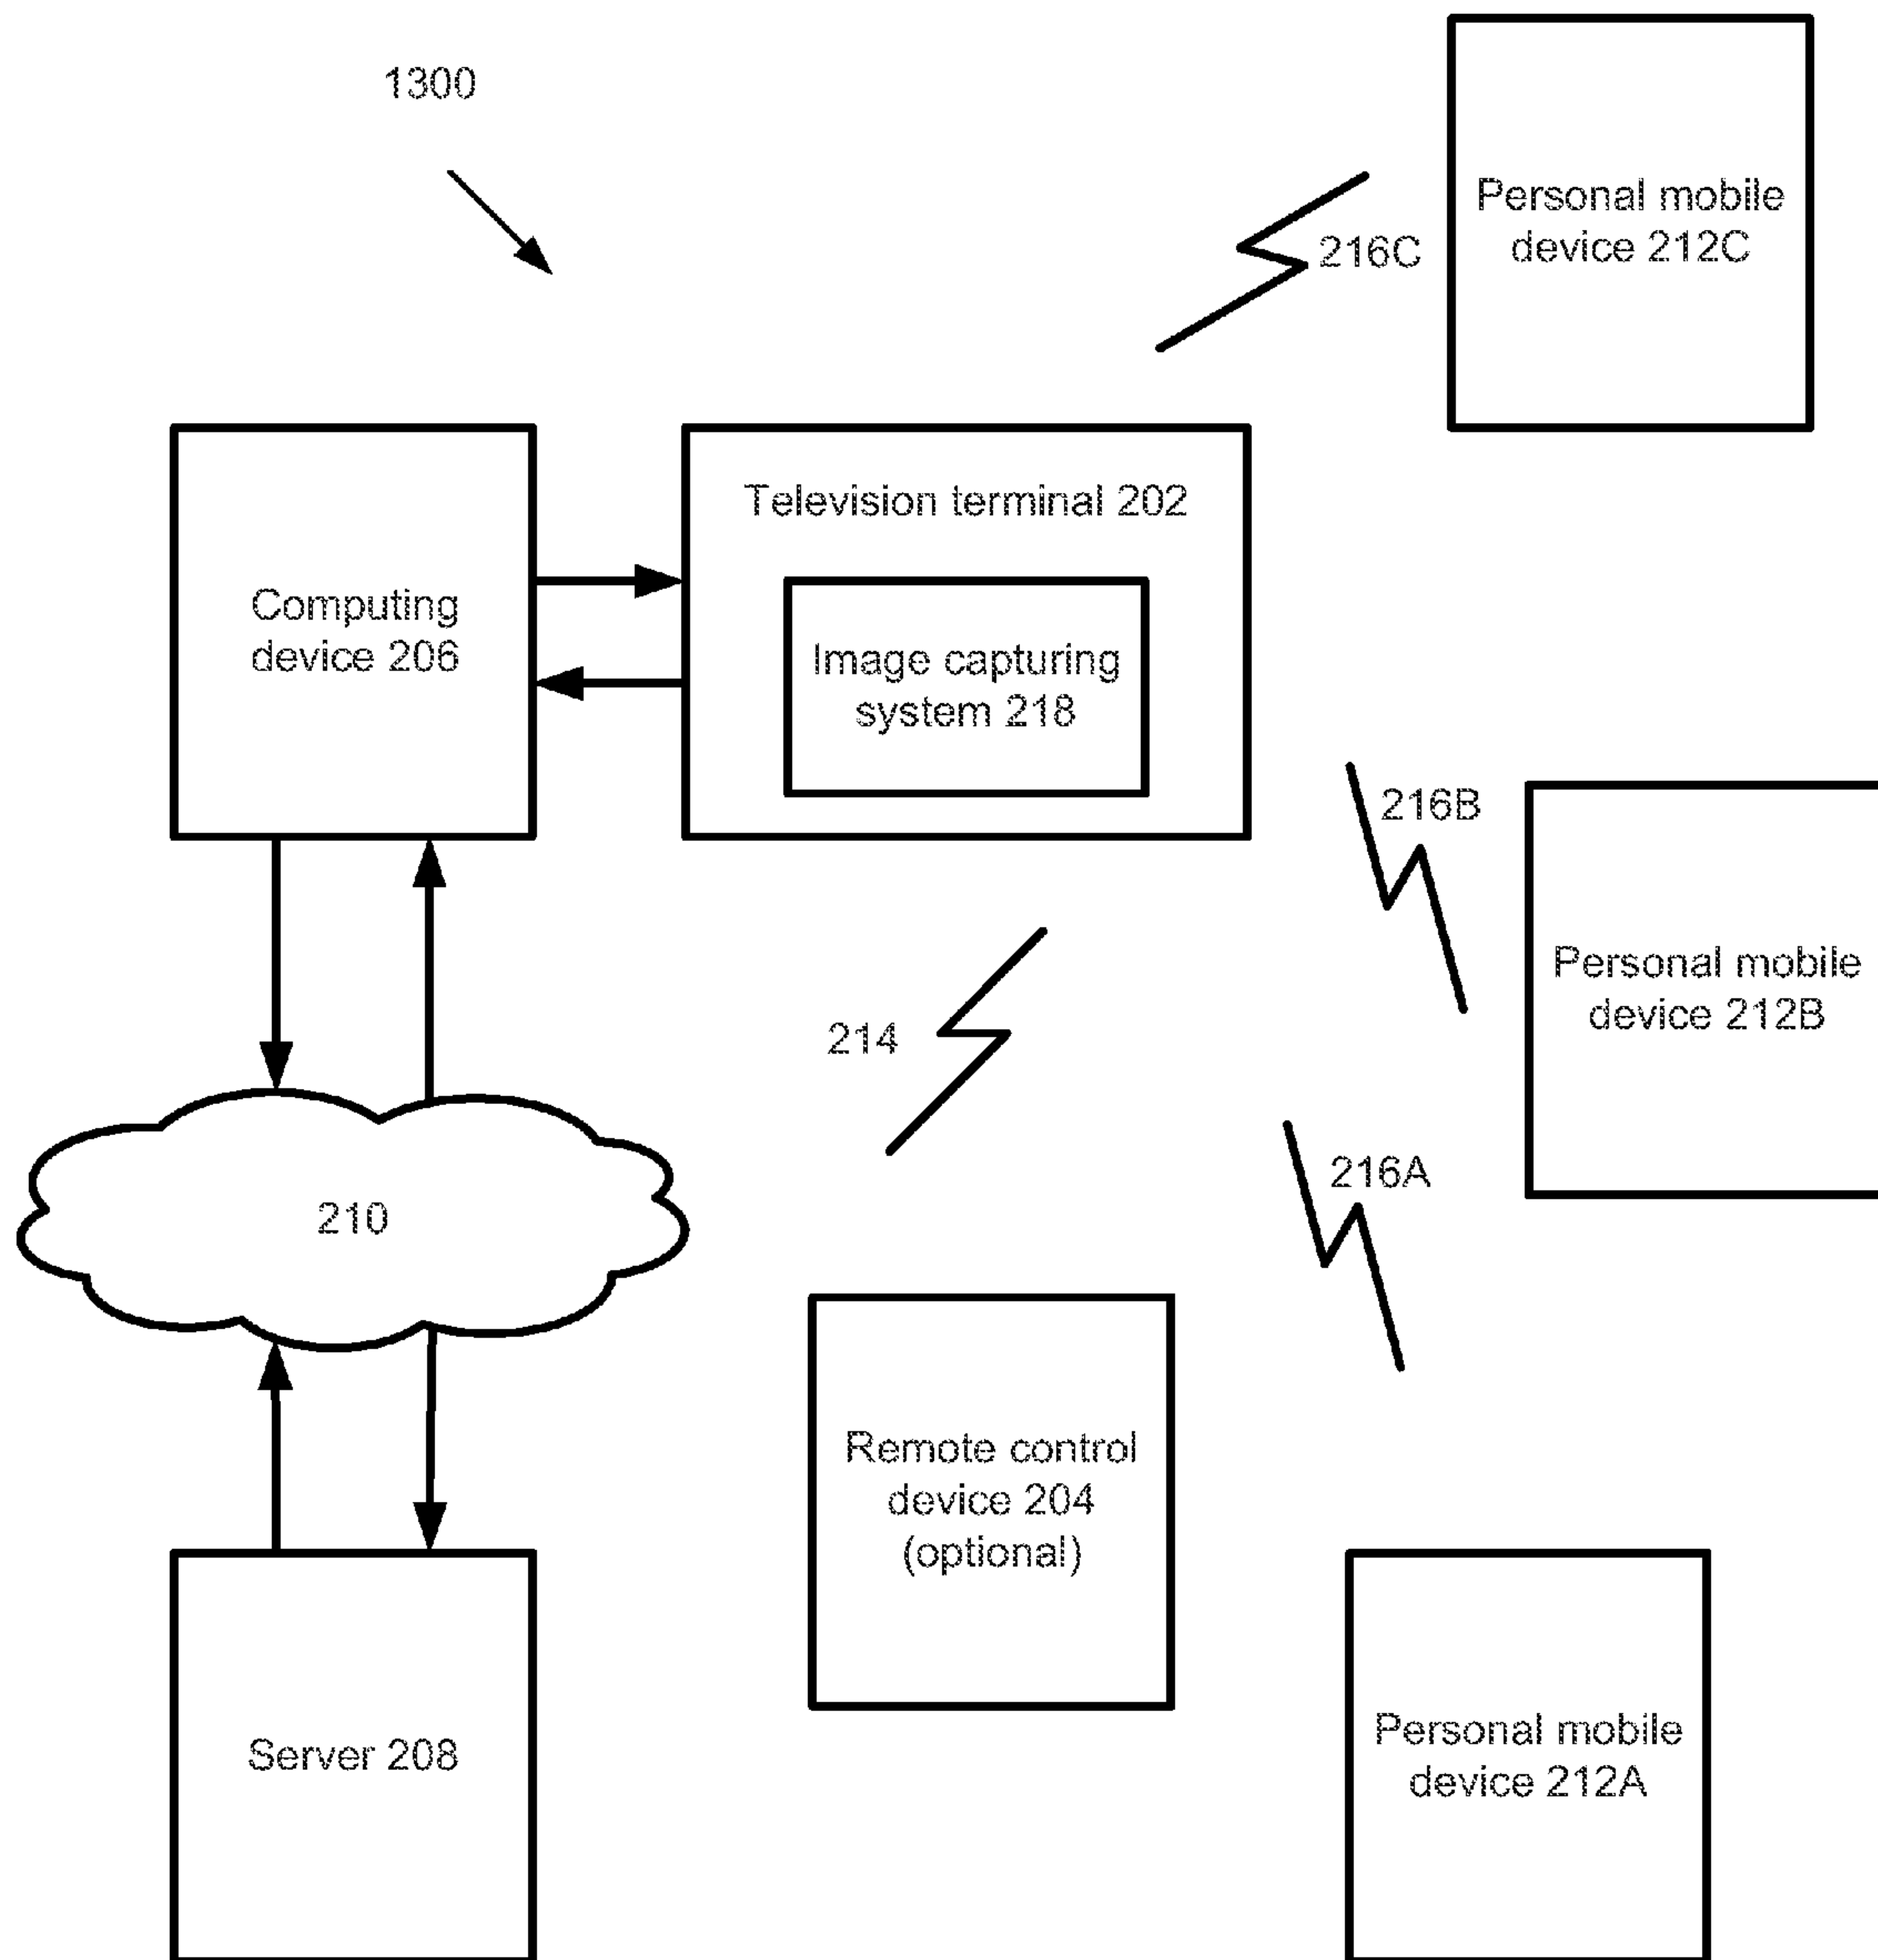 1300
Personal mobile
device 212C
216C
Television terminal 202
Computing
device 206
Image capturing
system 218
216B
Personal mobile
device 212B
214
216A
210
Remote control
device 204
(optional)
Server 208
Personal mobile
device 212A